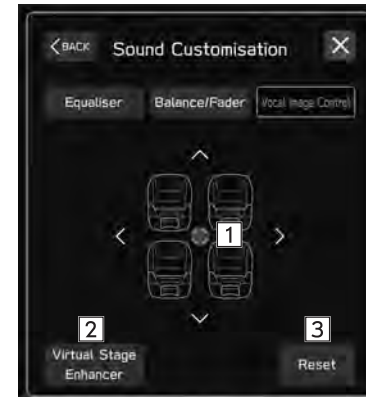 BACK Sound Customisation X
Equaliser Balance/Fader Vocal Image Control
1
2 3
Virtual Stage
Enhancer
Reset